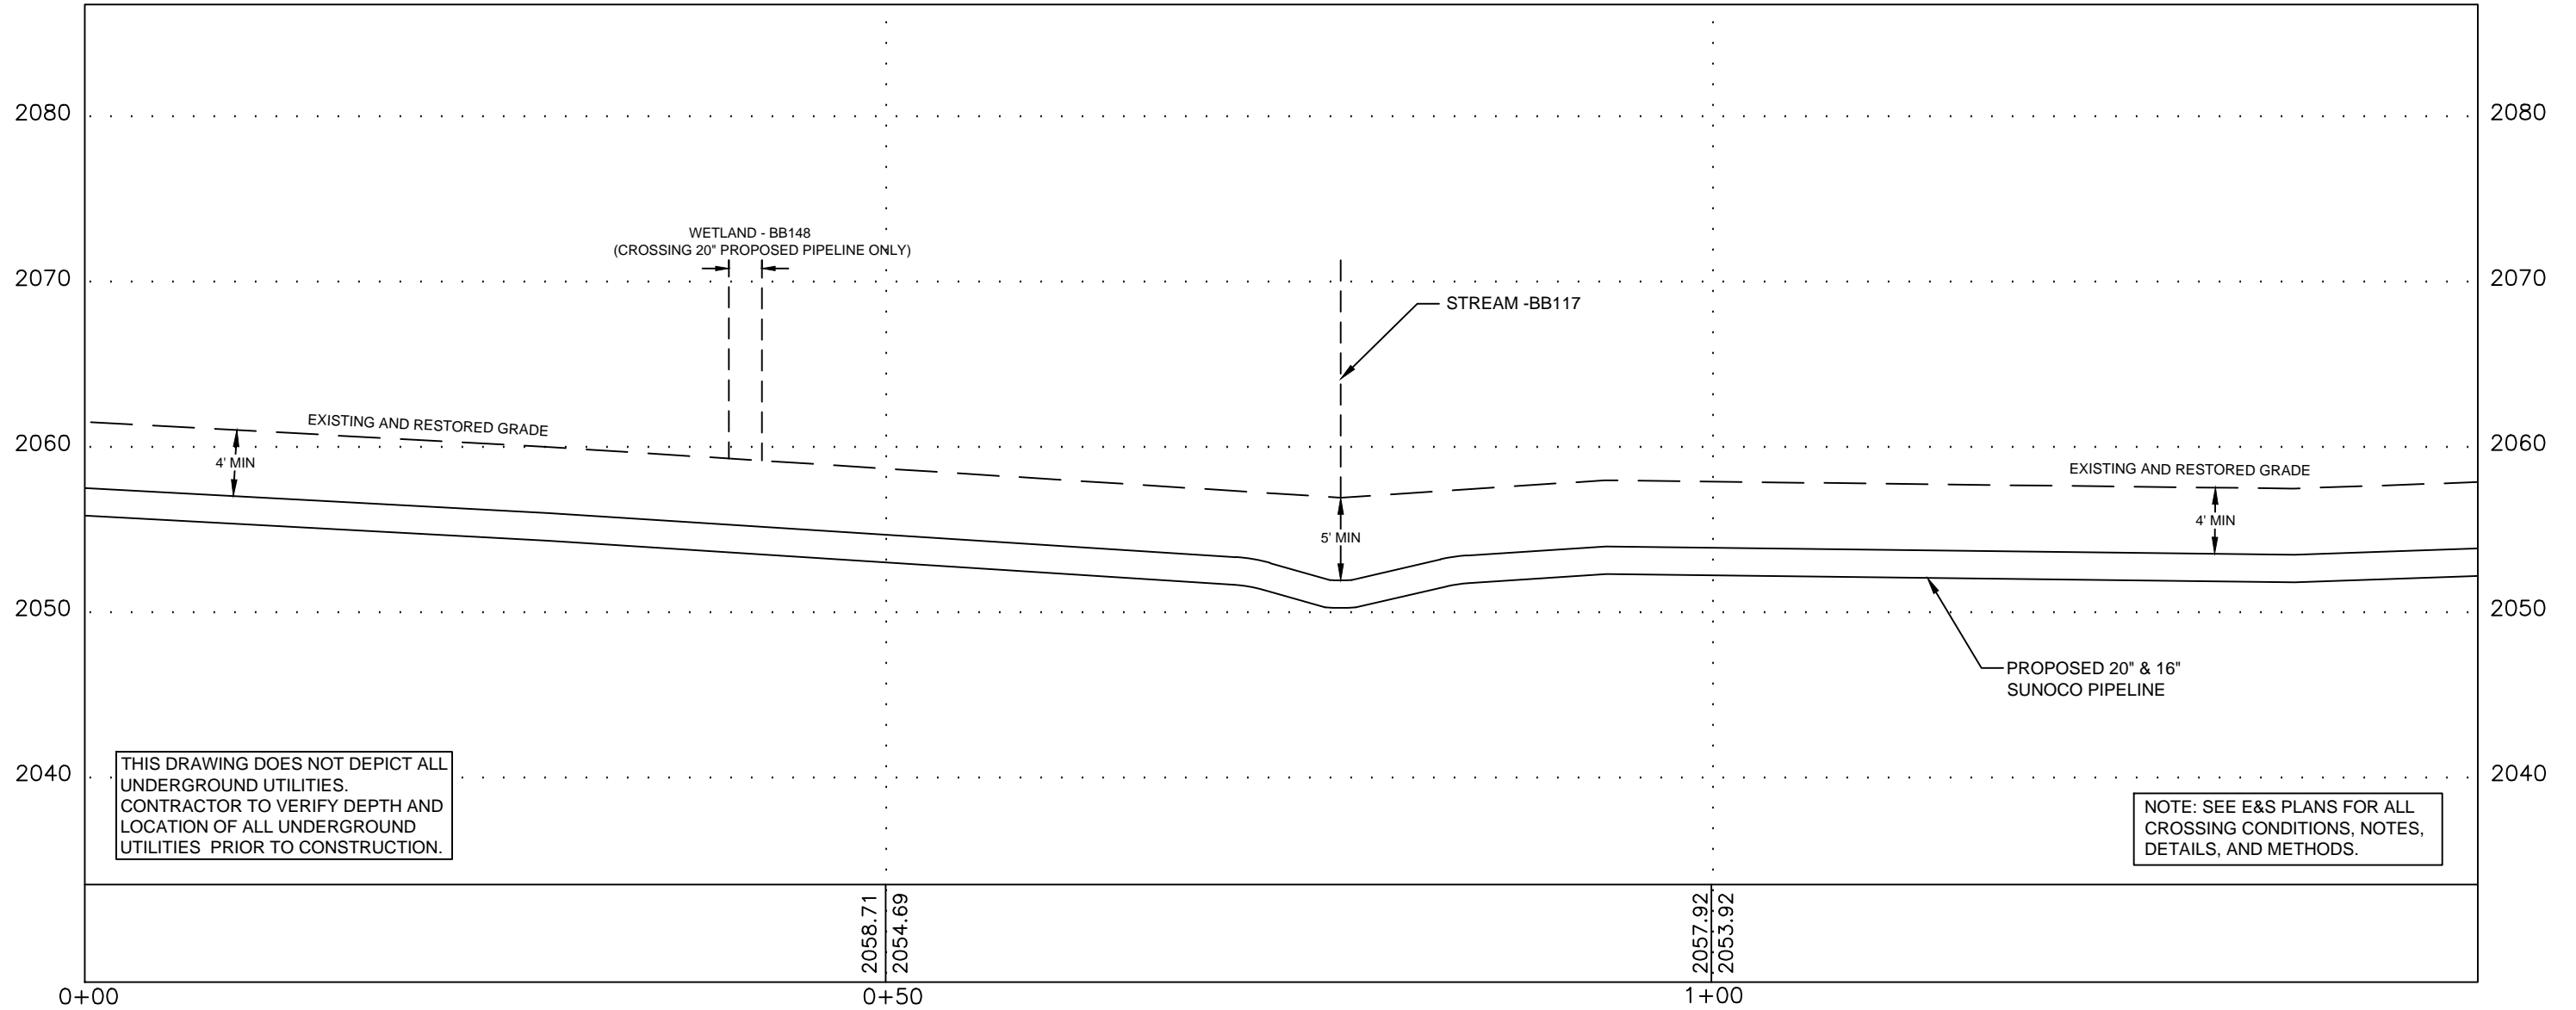 2080
2080
WETLAND - BB148
(CROSSING 20" PROPOSED PIPELINE ONLY)
2070
2070
STREAM -BB117
EXISTING AND RESTORED GRADE
2060
2060
4' MIN
EXISTING AND RESTORED GRADE
4' MIN
5' MIN
2050
2050
PROPOSED 20" & 16"
SUNOCO PIPELINE
2040
2040
THIS DRAWING DOES NOT DEPICT ALL
UNDERGROUND UTILITIES.
CONTRACTOR TO VERIFY DEPTH AND
LOCATION OF ALL UNDERGROUND
UTILITIES PRIOR TO CONSTRUCTION.
NOTE: SEE E&S PLANS FOR ALL
CROSSING CONDITIONS, NOTES,
DETAILS, AND METHODS.
2058.71
2054.69
2057.92
2053.92
0+00
0+50
1+00